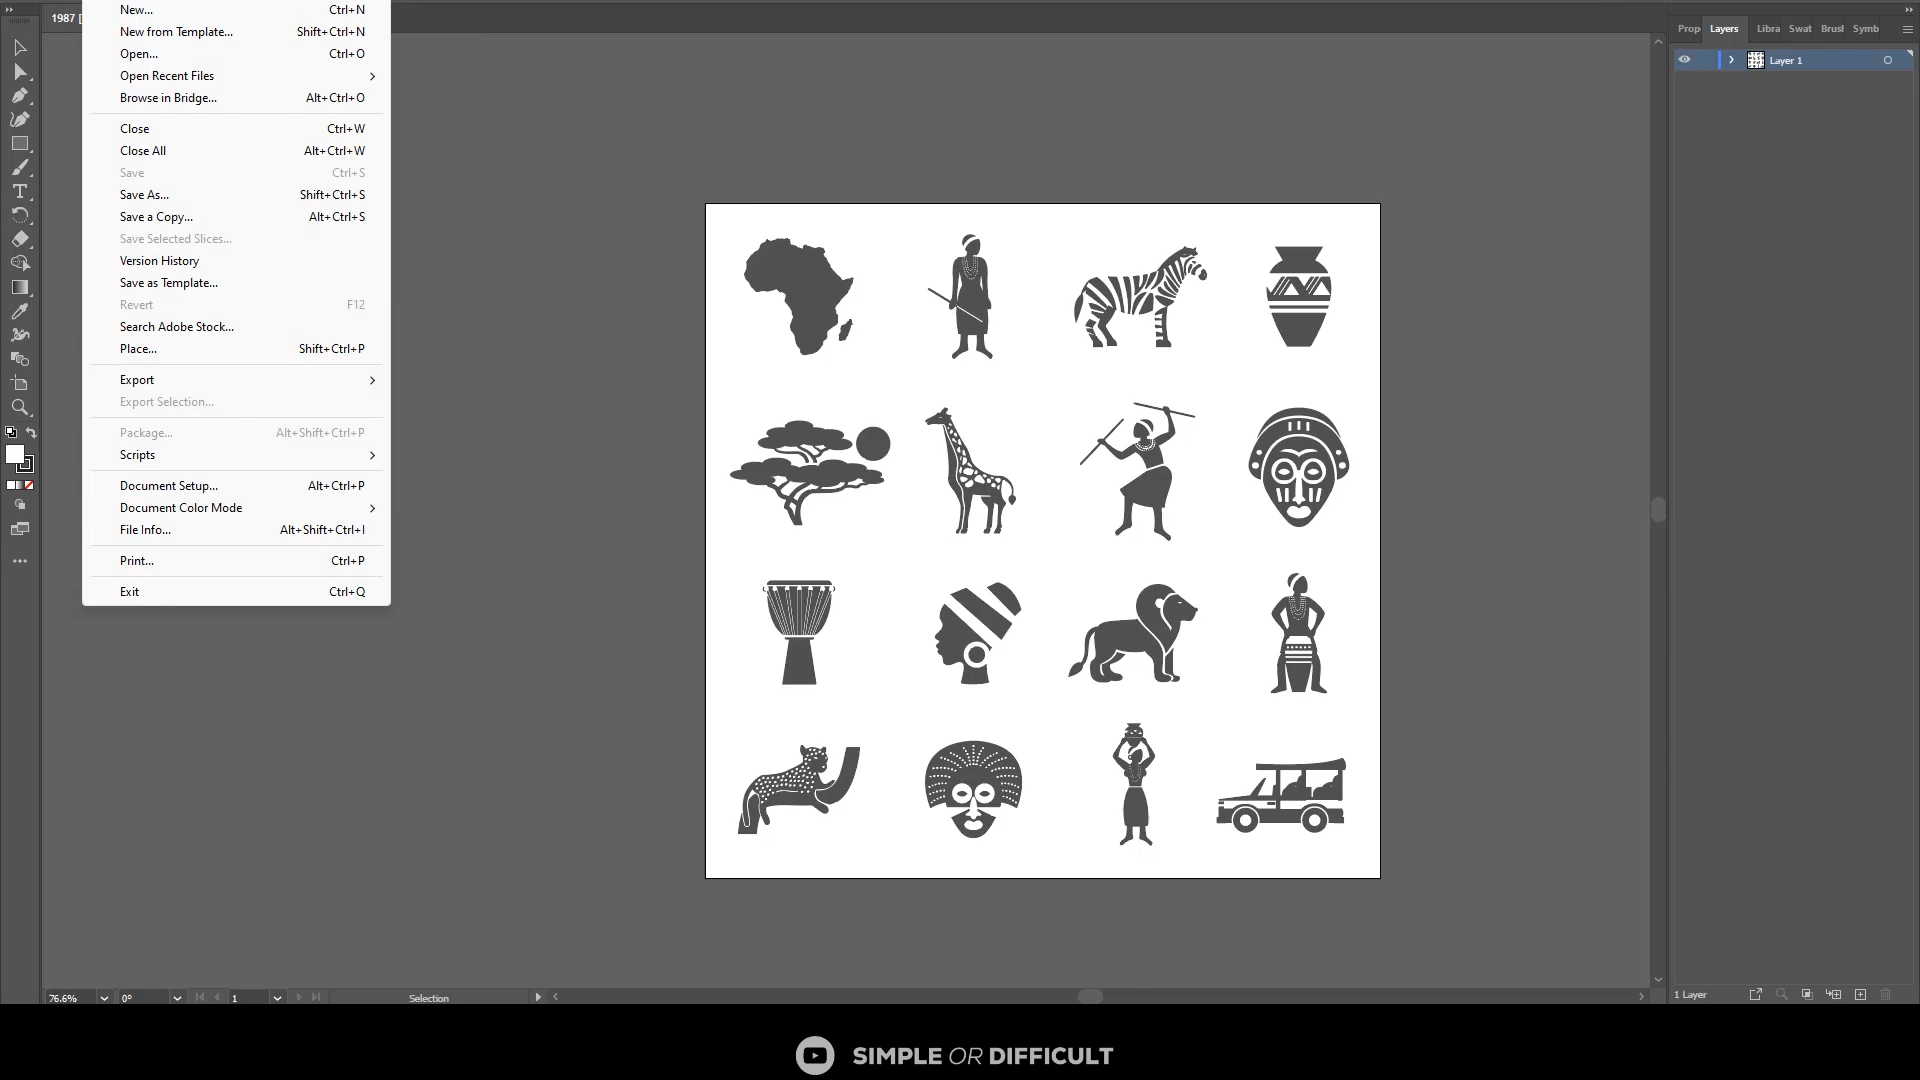 1987 [
New... Ctrl+N
New from Template... Shift+Ctrl+N
Open... Ctrl+O
Open Recent Files
Browse in Bridge... Alt+Ctrl+O
Close Ctrl+W
Close All Alt+Ctrl+W
Save Ctrl+S
Save As... Shift+Ctrl+S
Save a Copy... Alt+Ctrl+S
Save Selected Slices...
Version History
Save as Template...
Revert F12
Search Adobe Stock...
Place... Shift+Ctrl+P
Export
Export Selection...
Package... Alt+Shift+Ctrl+P
Scripts
Document Setup... Alt+Ctrl+P
Document Color Mode
File Info... Alt+Shift+Ctrl+I
Print... Ctrl+P
Exit Ctrl+Q
Prop Layers Libra Swat Brush Symb
Layer 1
76.6% 0° 1 Selection
1 Layer
SIMPLE OR DIFFICULT